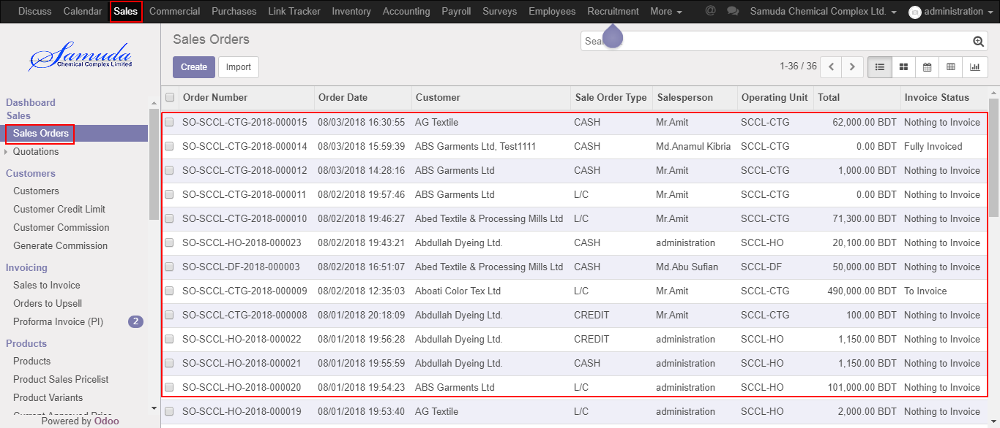 Discuss Calendar Sales Commercial Purchases Link Tracker Inventory Accounting Payroll Surveys Employees Recruitment More @ Samuda Chemical Complex Ltd. administration
Samuda
Chemical Complex Limited
Dashboard
Sales
Sales Orders
Quotations
Customers
Customers
Customer Credit Limit
Customer Commission
Generate Commission
Invoicing
Sales to Invoice
Orders to Upsell
Proforma Invoice (PI) 2
Products
Products
Product Sales Pricelist
Product Variants
Current Approved Price
Powered by Odoo
Sales Orders
Create Import
1-36 / 36
Order Number Order Date Customer Sale Order Type Salesperson Operating Unit Total Invoice Status
SO-SCCL-CTG-2018-000015 08/03/2018 16:30:55 AG Textile CASH Mr.Amit SCCL-CTG 62,000.00 BDT Nothing to Invoice
SO-SCCL-CTG-2018-000014 08/03/2018 15:59:39 ABS Garments Ltd, Test1111 CASH Md.Anamul Kibria SCCL-CTG 0.00 BDT Fully Invoiced
SO-SCCL-CTG-2018-000012 08/03/2018 14:28:16 ABS Garments Ltd CASH Mr.Amit SCCL-CTG 1,000.00 BDT Nothing to Invoice
SO-SCCL-CTG-2018-000011 08/02/2018 19:57:46 ABS Garments Ltd L/C Mr.Amit SCCL-CTG 0.00 BDT Nothing to Invoice
SO-SCCL-CTG-2018-000010 08/02/2018 19:46:27 Abed Textile & Processing Mills Ltd L/C Mr.Amit SCCL-CTG 71,300.00 BDT Nothing to Invoice
SO-SCCL-HO-2018-000023 08/02/2018 19:43:21 Abdullah Dyeing Ltd. CASH administration SCCL-HO 20,100.00 BDT Nothing to Invoice
SO-SCCL-DF-2018-000003 08/02/2018 16:51:07 Abed Textile & Processing Mills Ltd CASH Md.Abu Sufian SCCL-DF 50,000.00 BDT Nothing to Invoice
SO-SCCL-CTG-2018-000009 08/02/2018 12:35:03 Aboati Color Tex Ltd L/C Mr.Amit SCCL-CTG 490,000.00 BDT To Invoice
SO-SCCL-CTG-2018-000008 08/01/2018 20:18:09 Abdullah Dyeing Ltd. CREDIT Mr.Amit SCCL-CTG 100.00 BDT Nothing to Invoice
SO-SCCL-HO-2018-000022 08/01/2018 19:56:28 Abdullah Dyeing Ltd. CREDIT administration SCCL-HO 1,150.00 BDT Nothing to Invoice
SO-SCCL-HO-2018-000021 08/01/2018 19:55:59 Abdullah Dyeing Ltd. CASH administration SCCL-HO 1,150.00 BDT Nothing to Invoice
SO-SCCL-HO-2018-000020 08/01/2018 19:54:23 ABS Garments Ltd L/C administration SCCL-HO 101,000.00 BDT Nothing to Invoice
SO-SCCL-HO-2018-000019 08/01/2018 19:53:40 AG Textile L/C administration SCCL-HO 2,000.00 BDT Nothing to Invoice